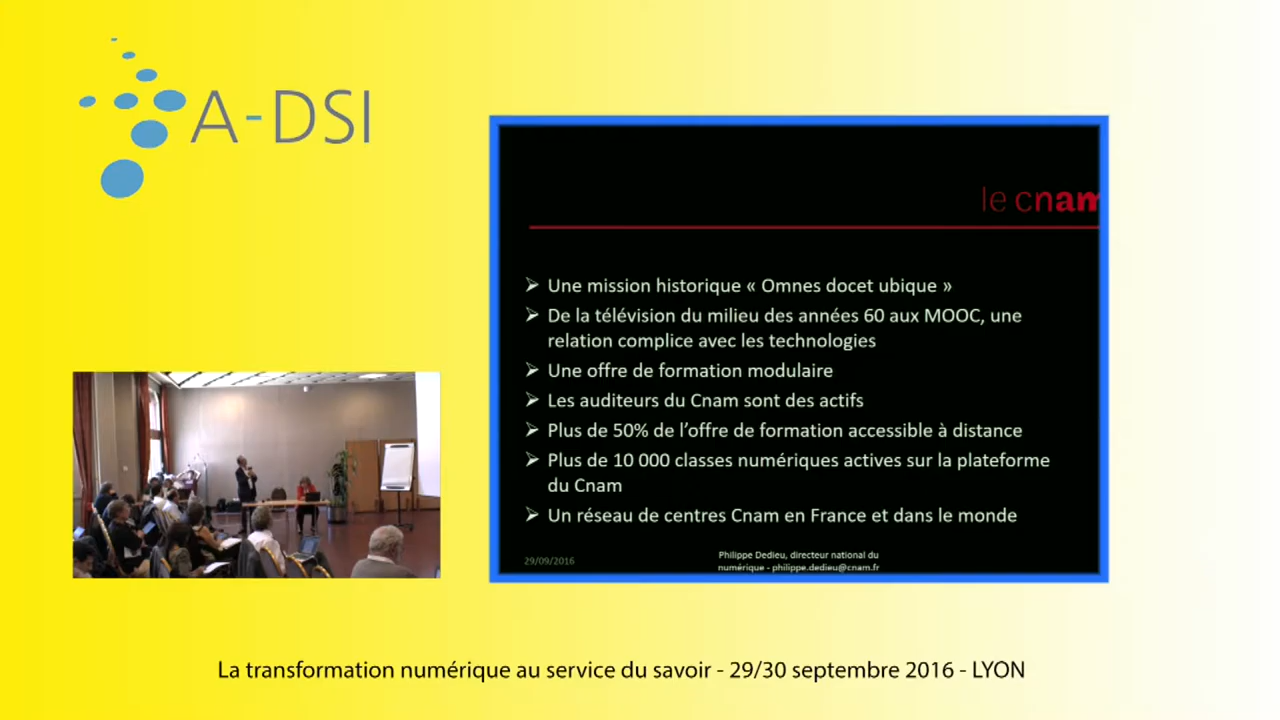 A-DSI
le cnam
➢ Une mission historique « Omnes docet ubique »
➢ De la télévision du milieu des années 60 aux MOOC, une
relation complice avec les technologies
➢ Une offre de formation modulaire
➢ Les auditeurs du Cnam sont des actifs
➢ Plus de 50% de l’offre de formation accessible à distance
➢ Plus de 10 000 classes numériques actives sur la plateforme
du Cnam
➢ Un réseau de centres Cnam en France et dans le monde
29/09/2016
Philippe Dedieu, directeur national du
numérique - philippe.dedieu@cnam.fr
La transformation numérique au service du savoir - 29/30 septembre 2016 - LYON